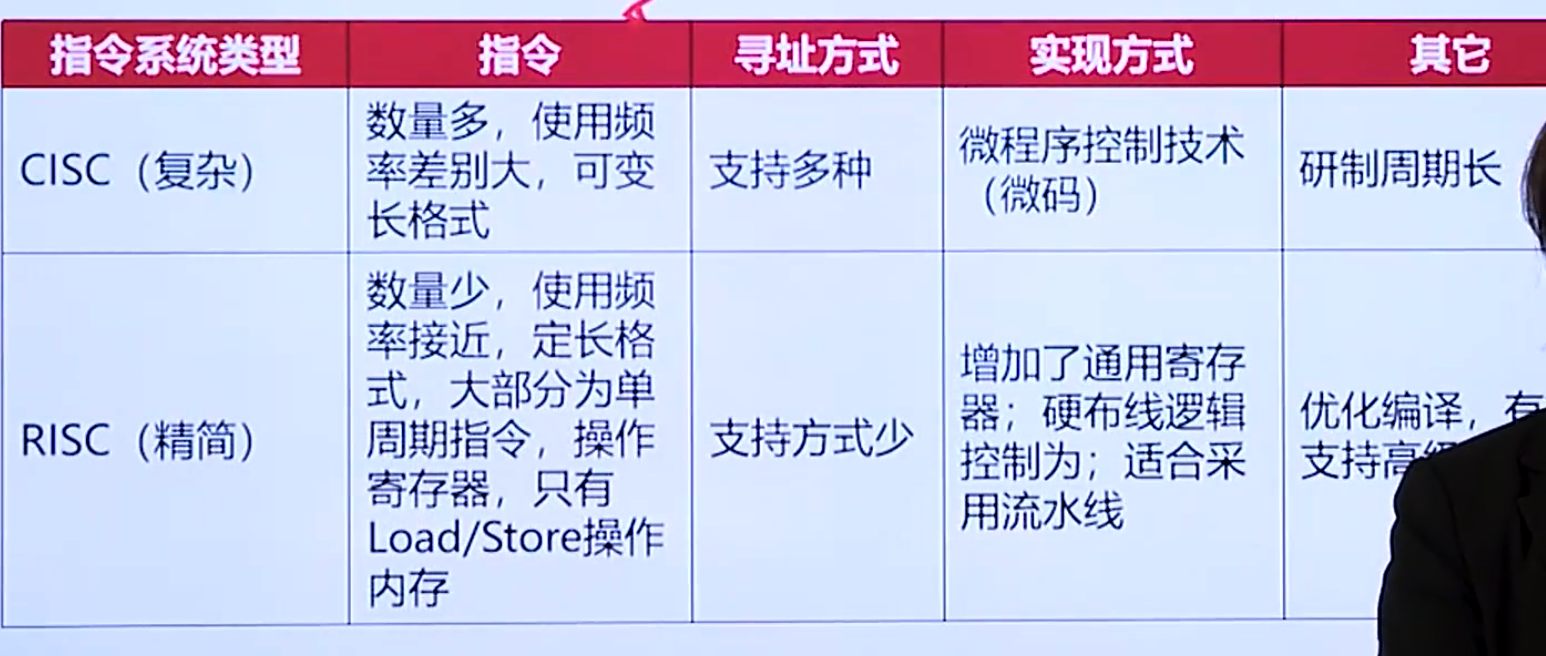 指令系统类型 指令 寻址方式 实现方式 其它
CISC（复杂）
数量多，使用频
率差别大，可变
长格式
支持多种
微程序控制技术
（微码）
研制周期长
RISC（精简）
数量少，使用频
率接近，定长格
式，大部分为单
周期指令，操作
寄存器，只有
Load/Store操作
内存
支持方式少
增加了通用寄存
器；硬布线逻辑
控制为；适合采
用流水线
优化编译，有
支持高